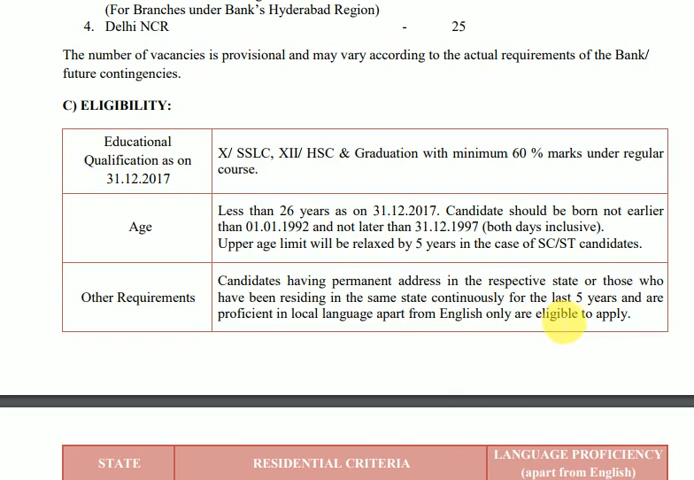 (For Branches under Bank's Hyderabad Region)
4. Delhi NCR - 25
The number of vacancies is provisional and may vary according to the actual requirements of the Bank/
future contingencies.
C) ELIGIBILITY:
Educational
Qualification as on
31.12.2017
X/ SSLC, XII/ HSC & Graduation with minimum 60 % marks under regular
course.
Age
Less than 26 years as on 31.12.2017. Candidate should be born not earlier
than 01.01.1992 and not later than 31.12.1997 (both days inclusive).
Upper age limit will be relaxed by 5 years in the case of SC/ST candidates.
Other Requirements
Candidates having permanent address in the respective state or those who
have been residing in the same state continuously for the last 5 years and are
proficient in local language apart from English only are eligible to apply.
STATE
RESIDENTIAL CRITERIA
LANGUAGE PROFICIENCY
(apart from English)